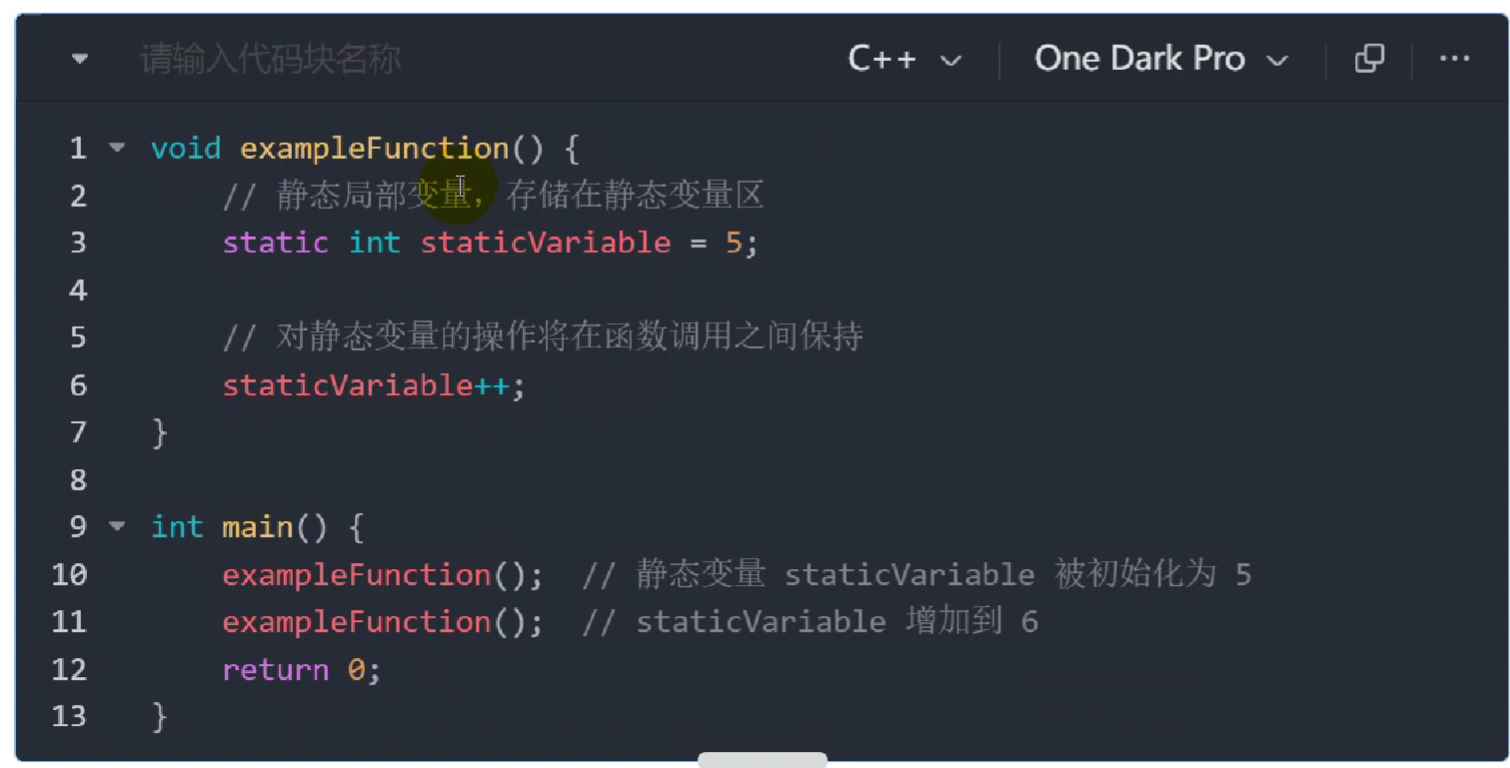 请输入代码块名称 C++ One Dark Pro
1 void exampleFunction() {
2 // 静态局部变量，存储在静态变量区
3 static int staticVariable = 5;
4
5 // 对静态变量的操作将在函数调用之间保持
6 staticVariable++;
7 }
8
9 int main() {
10 exampleFunction(); // 静态变量 staticVariable 被初始化为 5
11 exampleFunction(); // staticVariable 增加到 6
12 return 0;
13 }